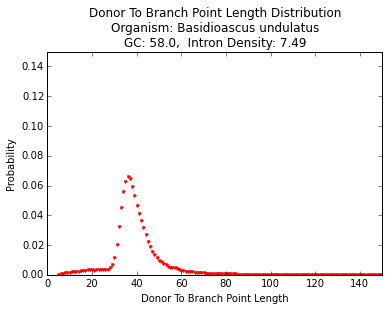 Donor To Branch Point Length Distribution
Organism: Basidioascus undulatus
GC: 58.0,  Intron Density: 7.49
0.14
0.12
0.10
0.08
0.06
0.04
0.02
0.00
Probability
0 20 40 60 80 100 120 140
Donor To Branch Point Length